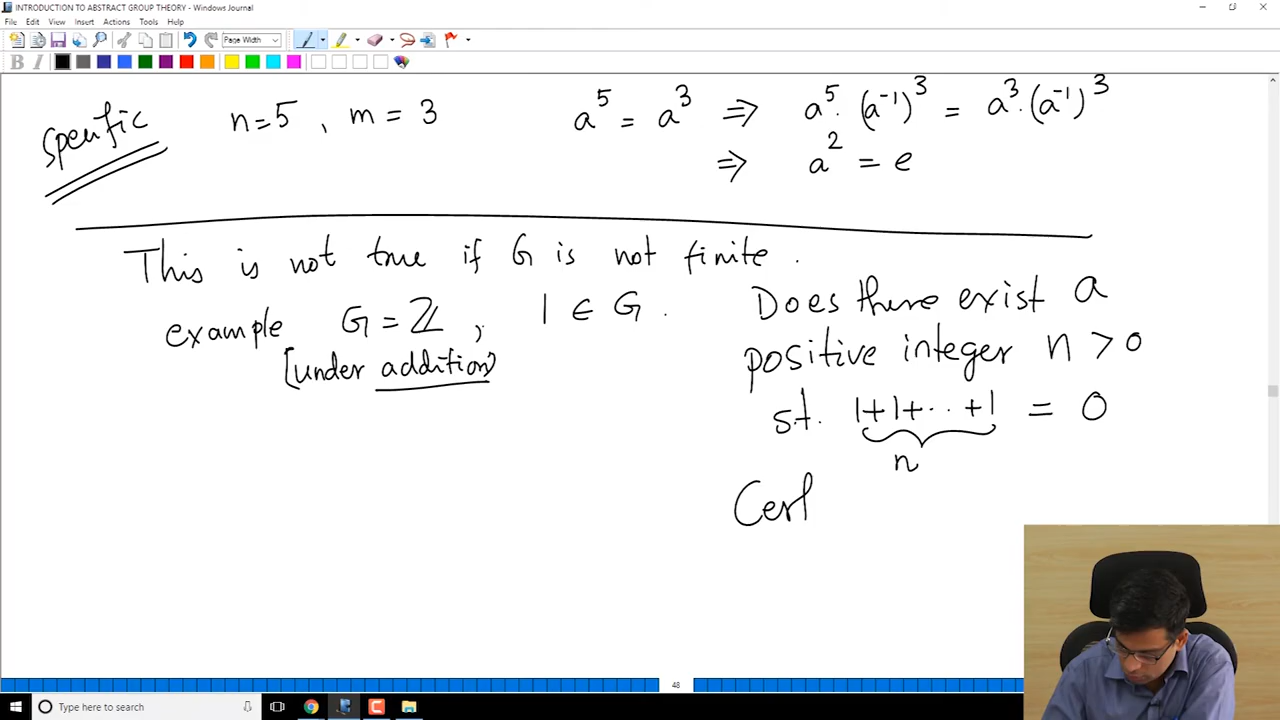 INTRODUCTION TO ABSTRACT GROUP THEORY - Windows Journal
File Edit View Insert Actions Tools Help
Page Width
B I
specific n=5 , m = 3 a^5 = a^3 ⇒ a^5 · (a^-1)^3 = a^3 · (a^-1)^3
⇒ a^2 = e
This is not true if G is not finite .
example G = ℤ , 1 ∈ G .
[under addition)
Does there exist a
positive integer n > 0
s.t. 1+1+···+1 = 0
n
Cert
48
Type here to search